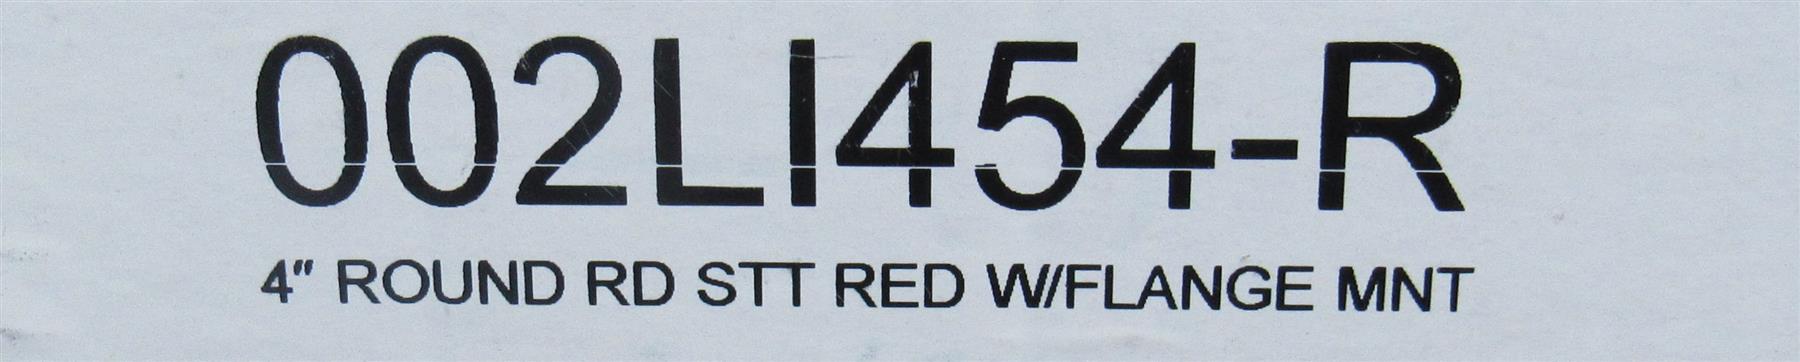 002LI454-R
4" ROUND RD STT RED W/FLANGE MNT